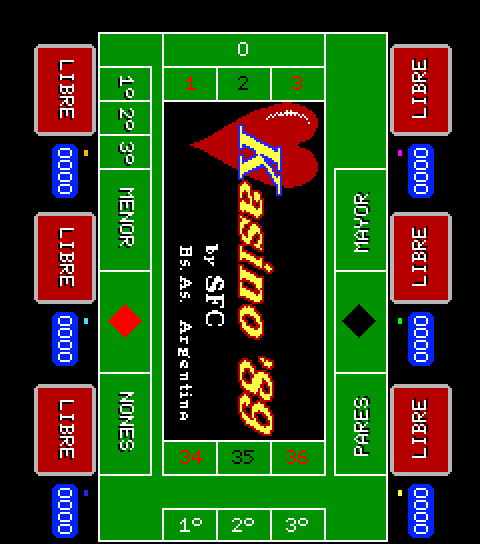 0
1 2 3
LIBRE
LIBRE
1º 2º 3º
0000
0000
MENOR
MAYOR
Kasino '89
by SFC
Bs. As. Argentina
LIBRE
LIBRE
0000
0000
NONES
PARES
LIBRE
LIBRE
34 35 36
0000
0000
1º 2º 3º